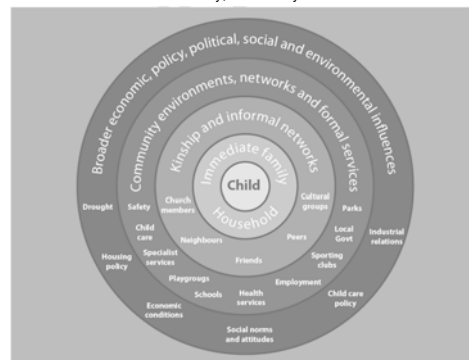 Broader economic, policy, political, social and environmental influences
Community environments, networks and formal services
Kinship and informal networks
Immediate family
Child
Household
Church
members
Cultural
groups
Drought
Safety
Parks
Child
care
Neighbours
Peers
Local
Govt
Industrial
relations
Housing
policy
Specialist
services
Friends
Sporting
clubs
Playgroups
Schools
Health
services
Employment
Child care
policy
Economic
conditions
Social norms
and attitudes